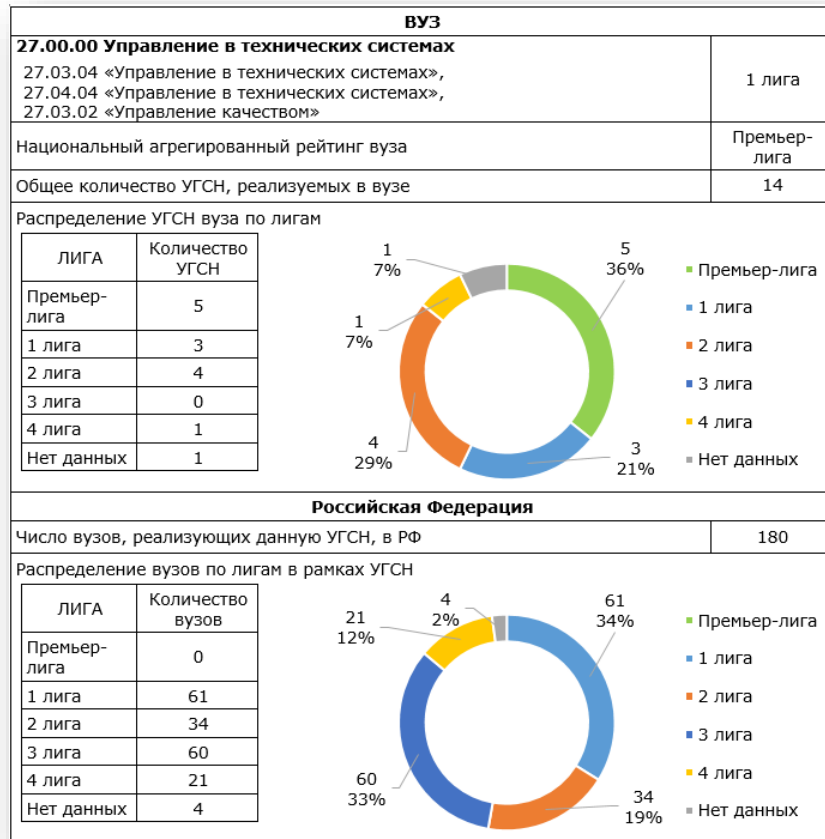 ВУЗ
27.00.00 Управление в технических системах
27.03.04 «Управление в технических системах»,
27.04.04 «Управление в технических системах»,
27.03.02 «Управление качеством»
1 лига
Национальный агрегированный рейтинг вуза
Премьер-
лига
Общее количество УГСН, реализуемых в вузе
14
Распределение УГСН вуза по лигам
ЛИГА
Количество
УГСН
Премьер-
лига
5
1 лига
3
2 лига
4
3 лига
0
4 лига
1
Нет данных
1
1
7%
5
36%
1
7%
4
29%
3
21%
Премьер-лига
1 лига
2 лига
3 лига
4 лига
Нет данных
Российская Федерация
Число вузов, реализующих данную УГСН, в РФ
180
Распределение вузов по лигам в рамках УГСН
ЛИГА
Количество
вузов
Премьер-
лига
0
1 лига
61
2 лига
34
3 лига
60
4 лига
21
Нет данных
4
4
2%
61
34%
21
12%
60
33%
34
19%
Премьер-лига
1 лига
2 лига
3 лига
4 лига
Нет данных